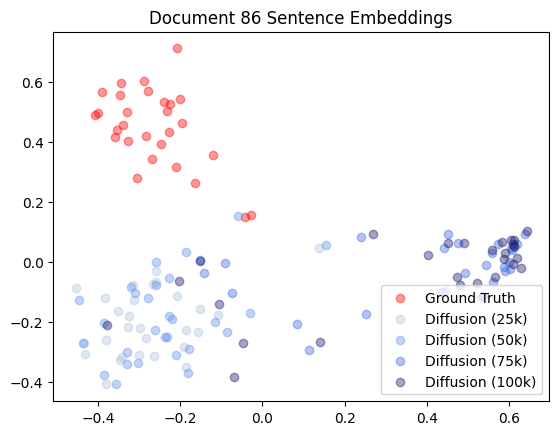 Document 86 Sentence Embeddings
0.6
0.4
0.2
0.0
−0.2
−0.4
−0.4
−0.2
0.0
0.2
0.4
0.6
Ground Truth
Diffusion (25k)
Diffusion (50k)
Diffusion (75k)
Diffusion (100k)